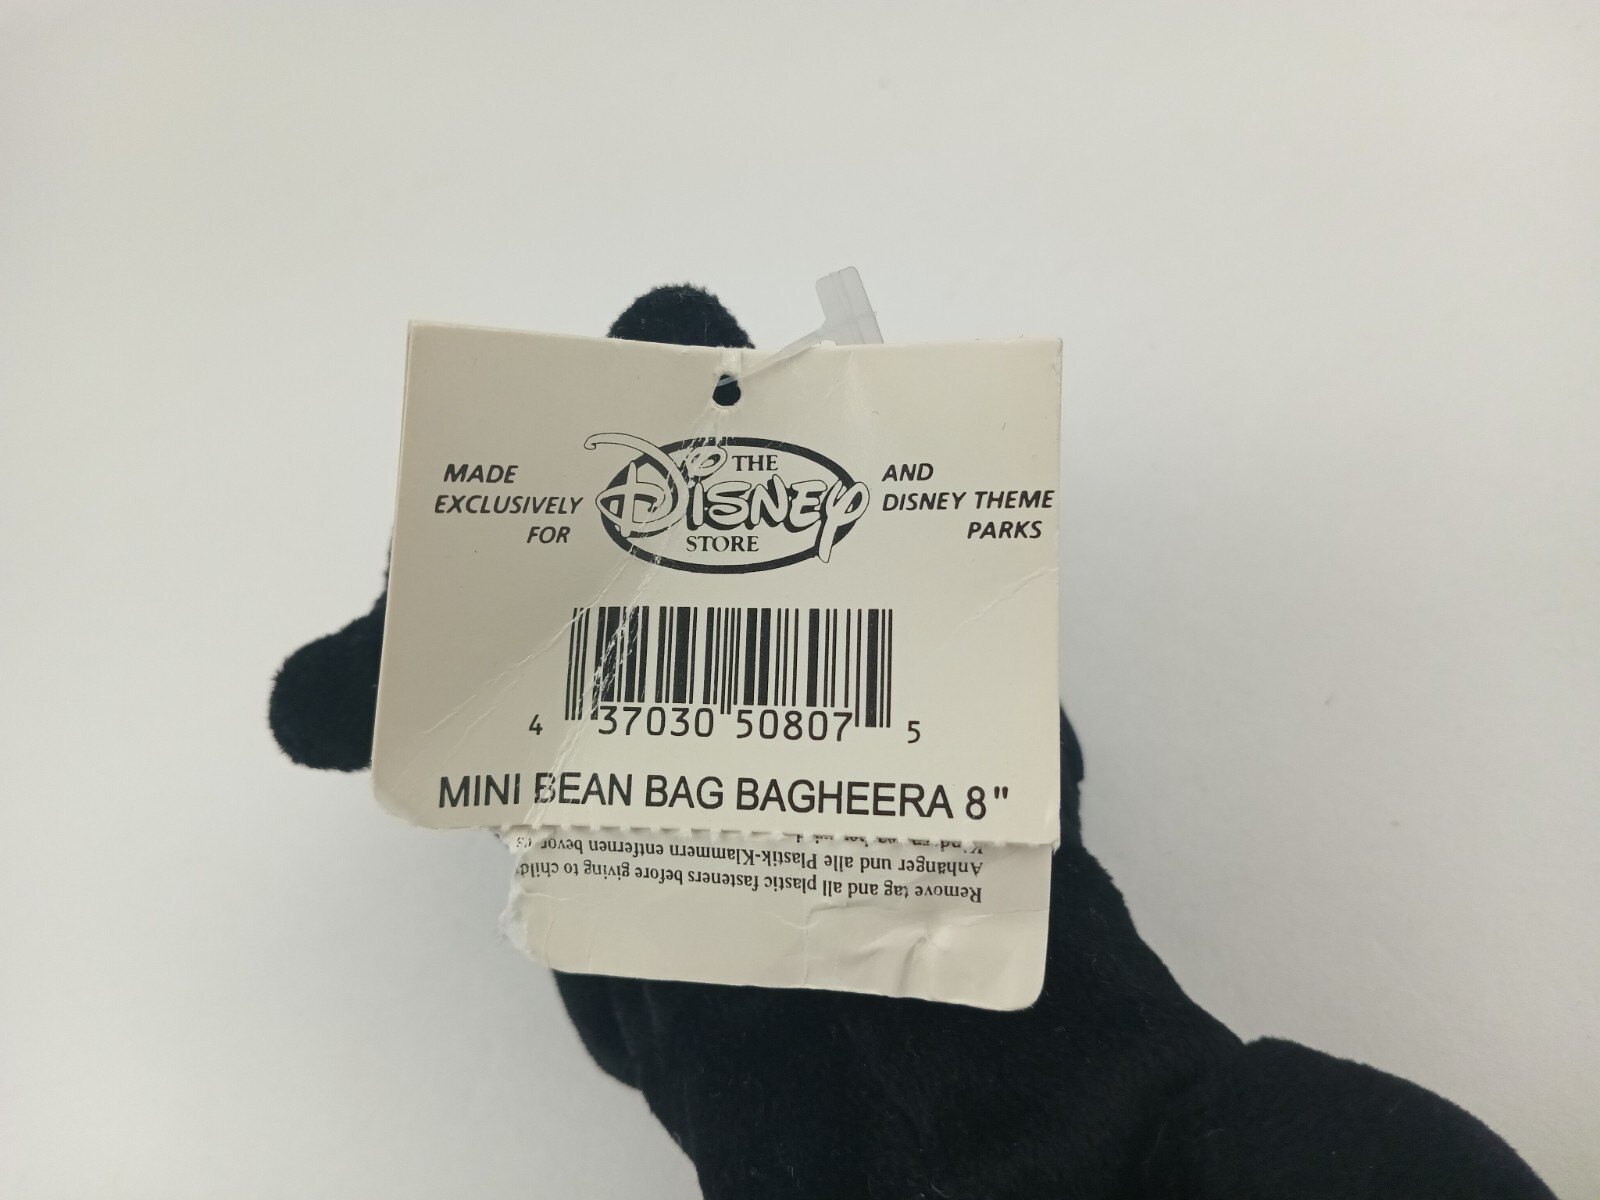 MADE
EXCLUSIVELY
FOR
THE
DISNEY
STORE
AND
DISNEY THEME
PARKS
4 37030 50807 5
MINI BEAN BAG BAGHEERA 8"
Remove tag and all plastic fasteners before giving to
Anhänger und alle Plastik-Klammern entfernen bevor